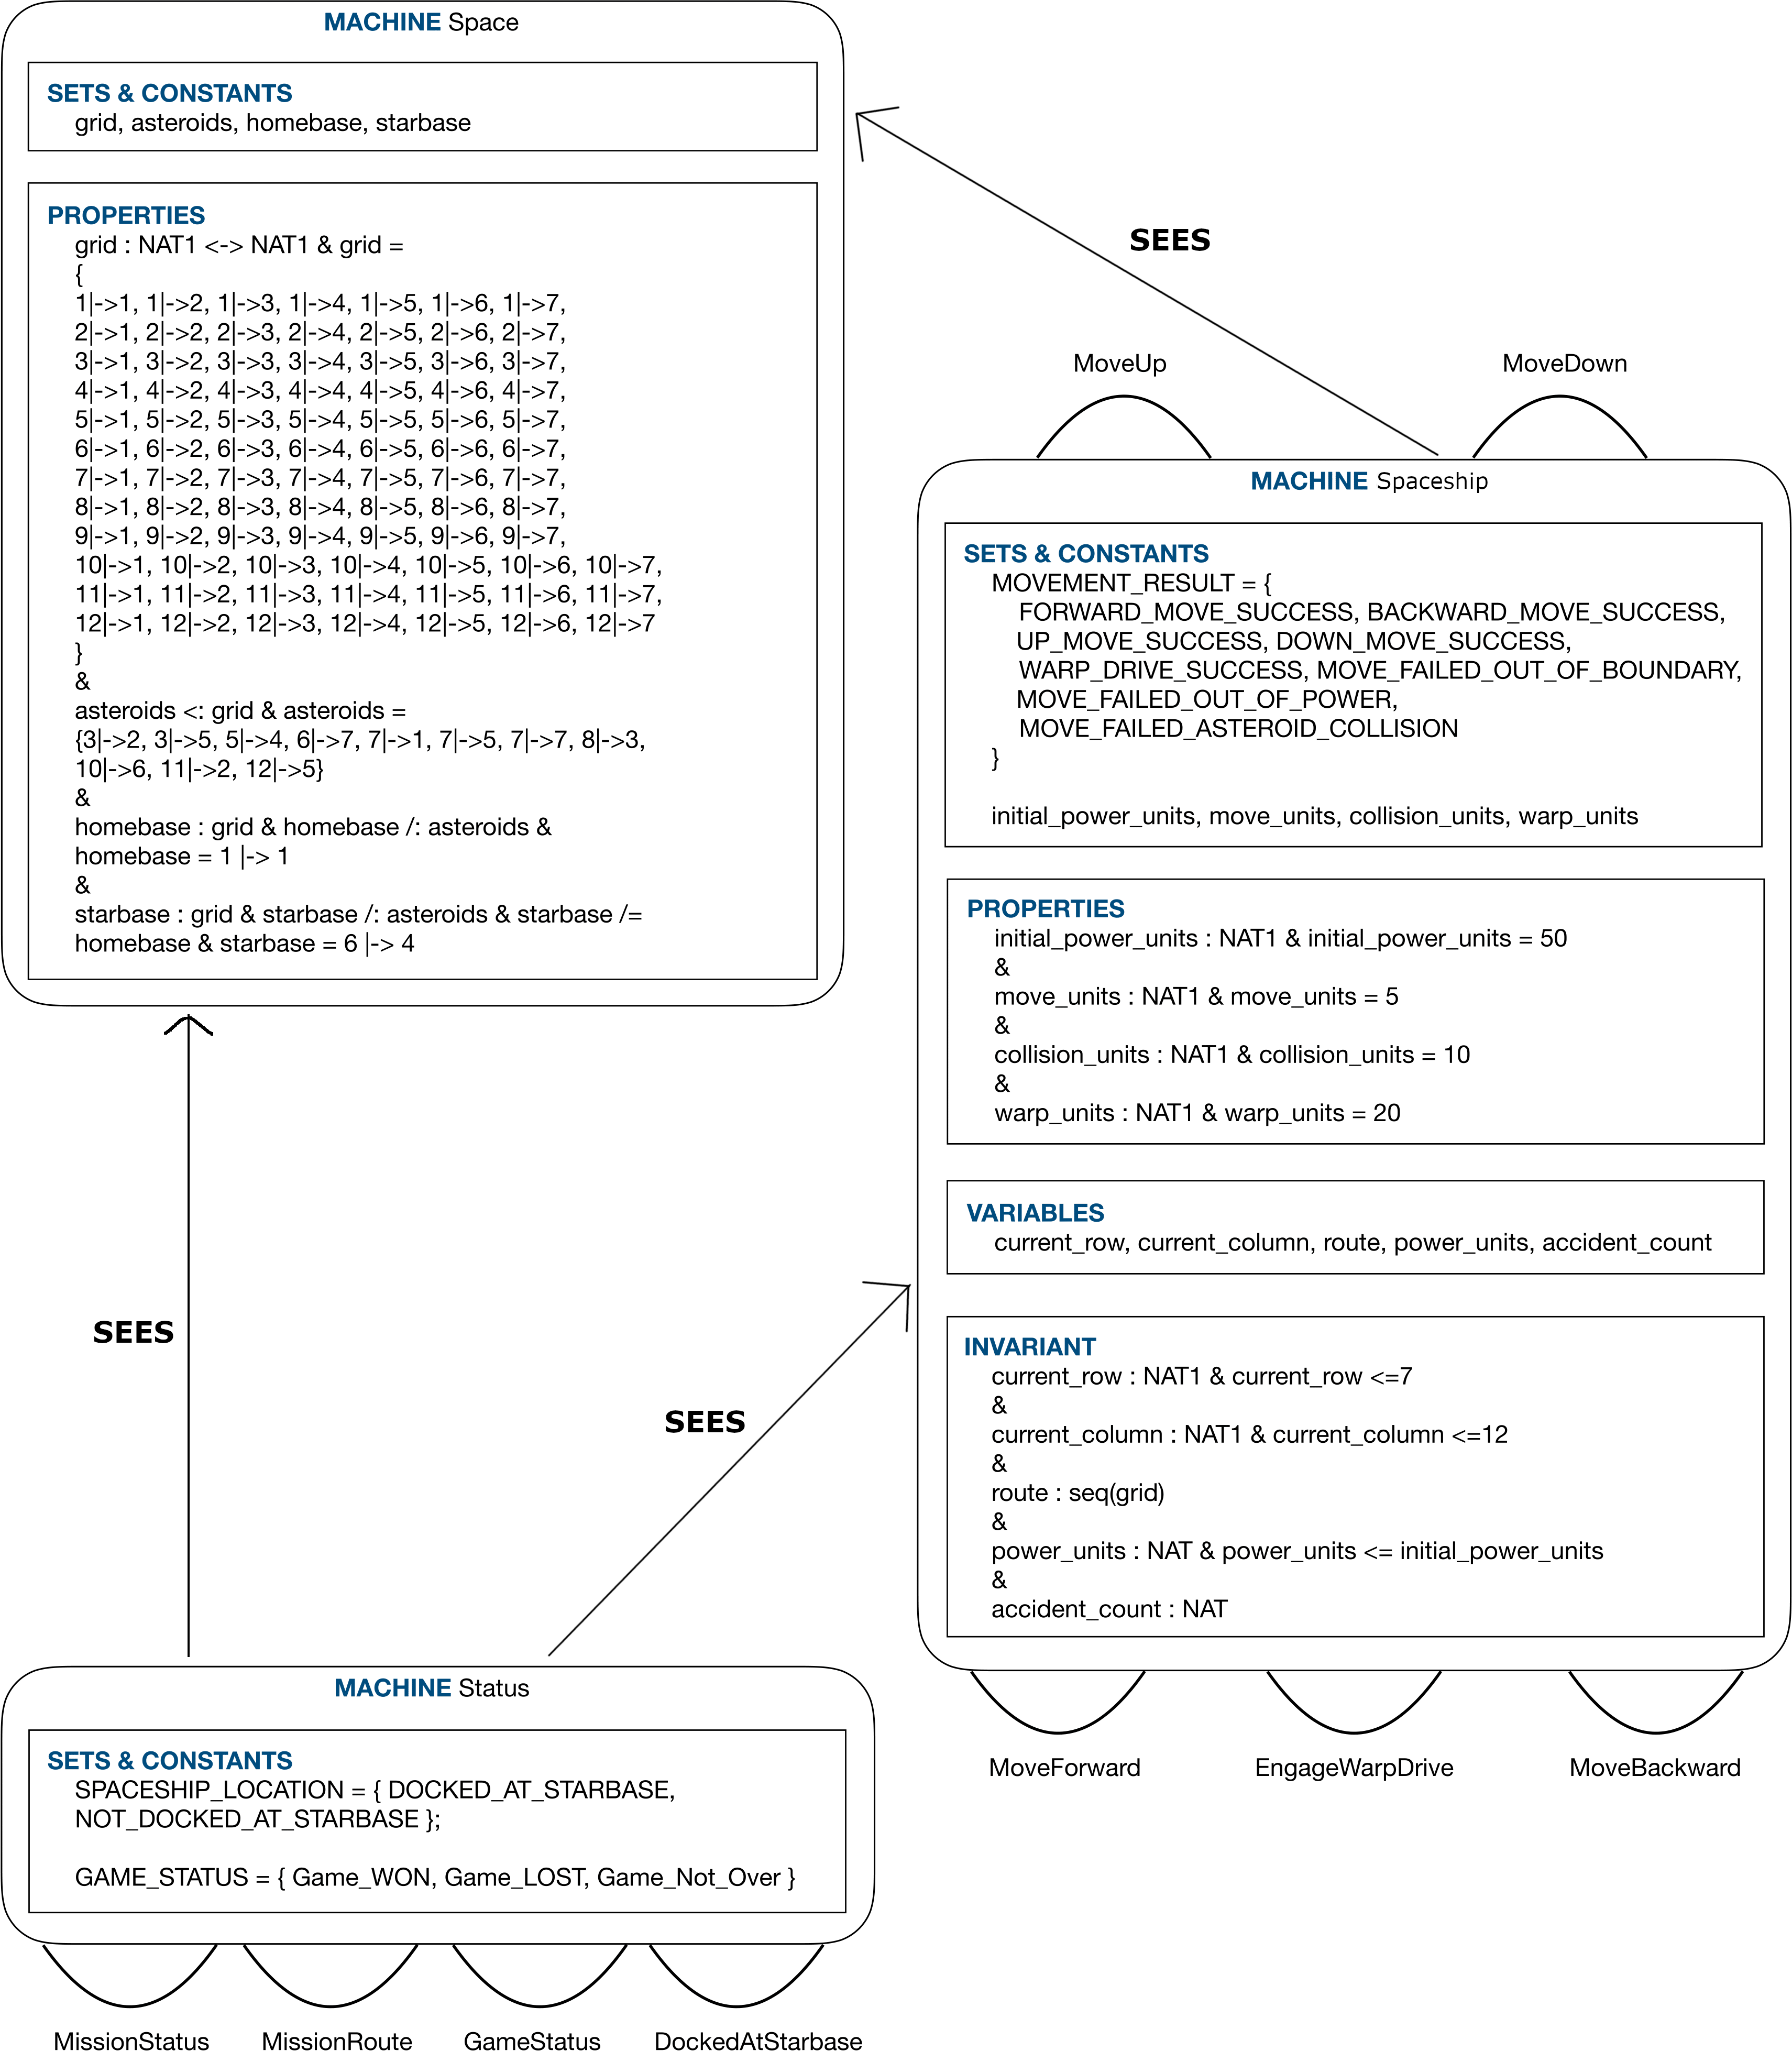 MACHINE Space
SETS & CONSTANTS
grid, asteroids, homebase, starbase
PROPERTIES
grid : NAT1 <-> NAT1 & grid =
{
1|->1, 1|->2, 1|->3, 1|->4, 1|->5, 1|->6, 1|->7,
2|->1, 2|->2, 2|->3, 2|->4, 2|->5, 2|->6, 2|->7,
3|->1, 3|->2, 3|->3, 3|->4, 3|->5, 3|->6, 3|->7,
4|->1, 4|->2, 4|->3, 4|->4, 4|->5, 4|->6, 4|->7,
5|->1, 5|->2, 5|->3, 5|->4, 5|->5, 5|->6, 5|->7,
6|->1, 6|->2, 6|->3, 6|->4, 6|->5, 6|->6, 6|->7,
7|->1, 7|->2, 7|->3, 7|->4, 7|->5, 7|->6, 7|->7,
8|->1, 8|->2, 8|->3, 8|->4, 8|->5, 8|->6, 8|->7,
9|->1, 9|->2, 9|->3, 9|->4, 9|->5, 9|->6, 9|->7,
10|->1, 10|->2, 10|->3, 10|->4, 10|->5, 10|->6, 10|->7,
11|->1, 11|->2, 11|->3, 11|->4, 11|->5, 11|->6, 11|->7,
12|->1, 12|->2, 12|->3, 12|->4, 12|->5, 12|->6, 12|->7
}
&
asteroids <: grid & asteroids =
{3|->2, 3|->5, 5|->4, 6|->7, 7|->1, 7|->5, 7|->7, 8|->3,
10|->6, 11|->2, 12|->5}
&
homebase : grid & homebase /: asteroids &
homebase = 1 |-> 1
&
starbase : grid & starbase /: asteroids & starbase /=
homebase & starbase = 6 |-> 4
SEES
MoveUp
MoveDown
MACHINE Spaceship
SETS & CONSTANTS
MOVEMENT_RESULT = {
FORWARD_MOVE_SUCCESS, BACKWARD_MOVE_SUCCESS,
UP_MOVE_SUCCESS, DOWN_MOVE_SUCCESS,
WARP_DRIVE_SUCCESS, MOVE_FAILED_OUT_OF_BOUNDARY,
MOVE_FAILED_OUT_OF_POWER,
MOVE_FAILED_ASTEROID_COLLISION
}
initial_power_units, move_units, collision_units, warp_units
PROPERTIES
initial_power_units : NAT1 & initial_power_units = 50
&
move_units : NAT1 & move_units = 5
&
collision_units : NAT1 & collision_units = 10
&
warp_units : NAT1 & warp_units = 20
VARIABLES
current_row, current_column, route, power_units, accident_count
INVARIANT
current_row : NAT1 & current_row <=7
&
current_column : NAT1 & current_column <=12
&
route : seq(grid)
&
power_units : NAT & power_units <= initial_power_units
&
accident_count : NAT
MoveForward
EngageWarpDrive
MoveBackward
SEES
SEES
MACHINE Status
SETS & CONSTANTS
SPACESHIP_LOCATION = { DOCKED_AT_STARBASE,
NOT_DOCKED_AT_STARBASE };
GAME_STATUS = { Game_WON, Game_LOST, Game_Not_Over }
MissionStatus
MissionRoute
GameStatus
DockedAtStarbase